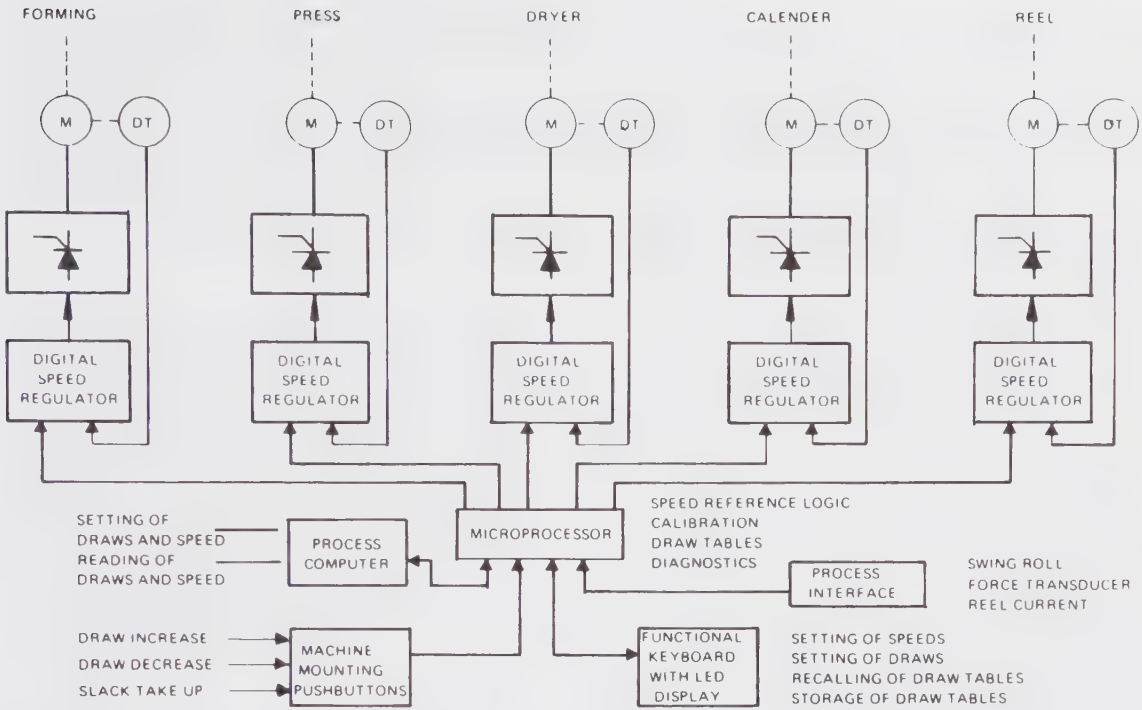 FORMING
PRESS
DRYER
CALENDER
REEL
M
DT
M
DT
M
DT
M
DT
M
DT
DIGITAL
SPEED
REGULATOR
DIGITAL
SPEED
REGULATOR
DIGITAL
SPEED
REGULATOR
DIGITAL
SPEED
REGULATOR
DIGITAL
SPEED
REGULATOR
SETTING OF
DRAWS AND SPEED
READING OF
DRAWS AND SPEED
PROCESS
COMPUTER
MICROPROCESSOR
SPEED REFERENCE LOGIC
CALIBRATION
DRAW TABLES
DIAGNOSTICS
PROCESS
INTERFACE
SWING ROLL
FORCE TRANSDUCER
REEL CURRENT
DRAW INCREASE
DRAW DECREASE
SLACK TAKE UP
MACHINE
MOUNTING
PUSHBUTTONS
FUNCTIONAL
KEYBOARD
WITH LED
DISPLAY
SETTING OF SPEEDS
SETTING OF DRAWS
RECALLING OF DRAW TABLES
STORAGE OF DRAW TABLES